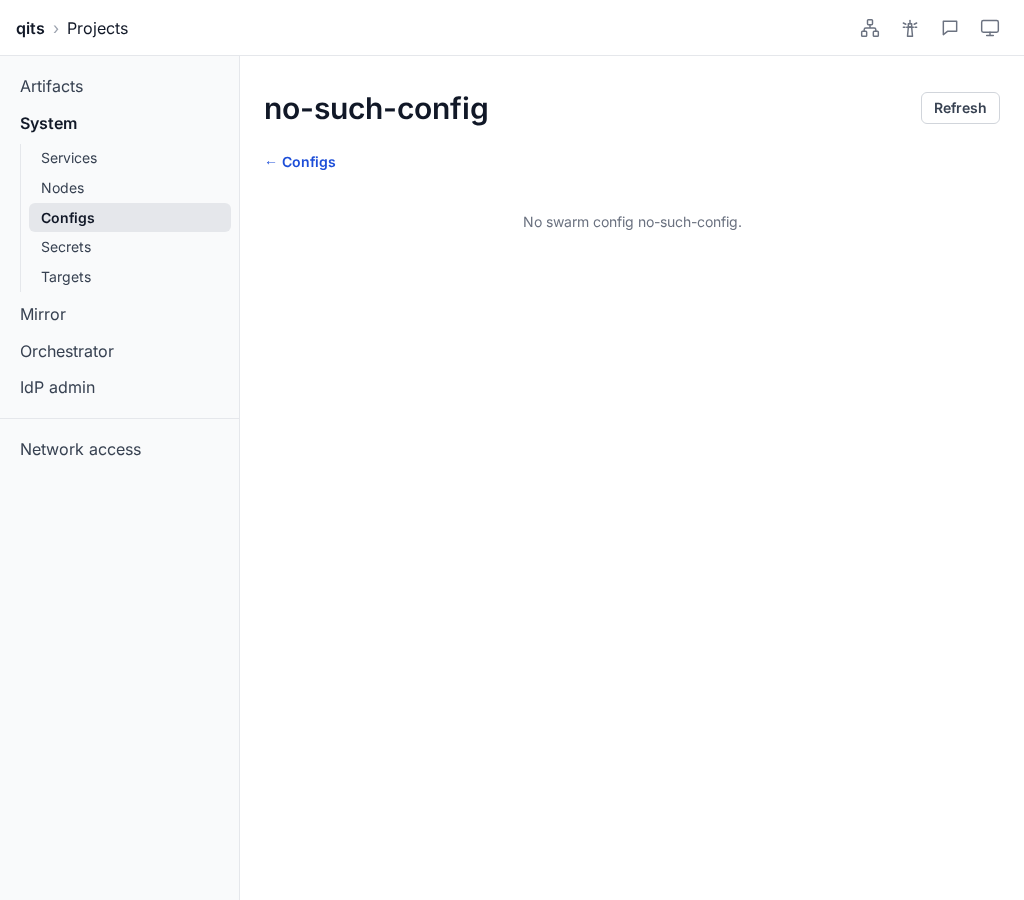 qits › Projects
Artifacts
System
Services
Nodes
Configs
Secrets
Targets
Mirror
Orchestrator
IdP admin
Network access
no-such-config
Refresh
← Configs
No swarm config no-such-config.